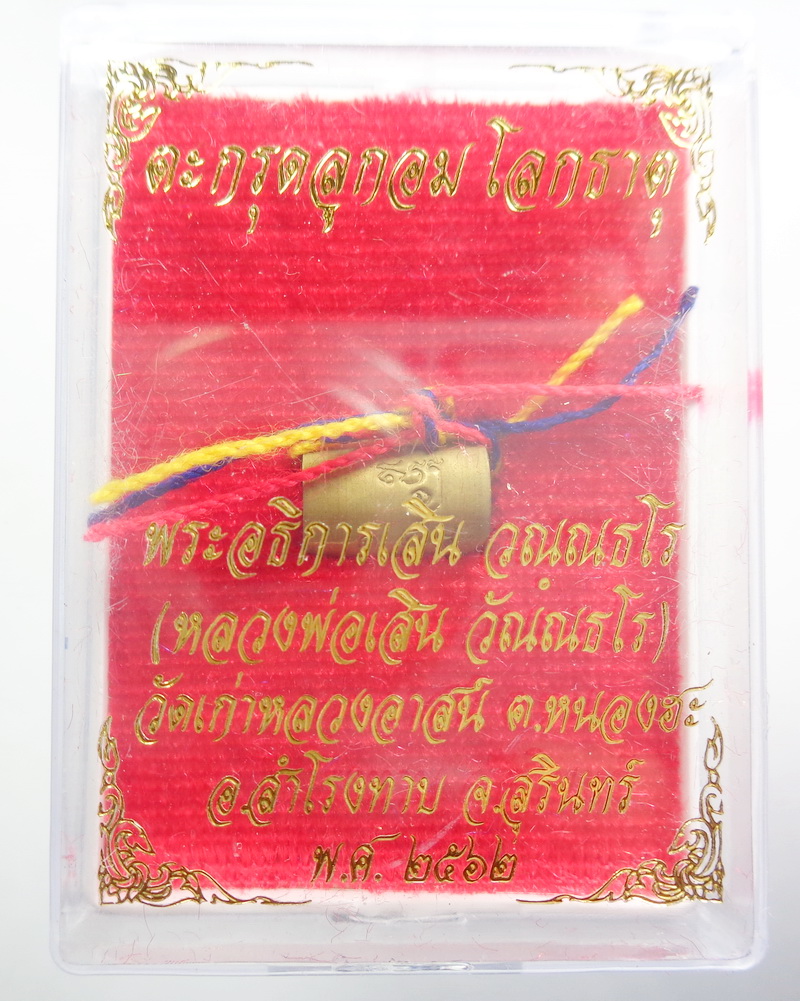 ตะกรุดลูกอม โลกธาตุ
พระอธิการเสิน วณฺณธโร
(หลวงพ่อเสิน วัณณธโร)
วัดเก่าหลวงอาสน์ ต.หนองฮะ
อ.สำโรงทาบ จ.สุรินทร์
พ.ศ. ๒๕๖๒